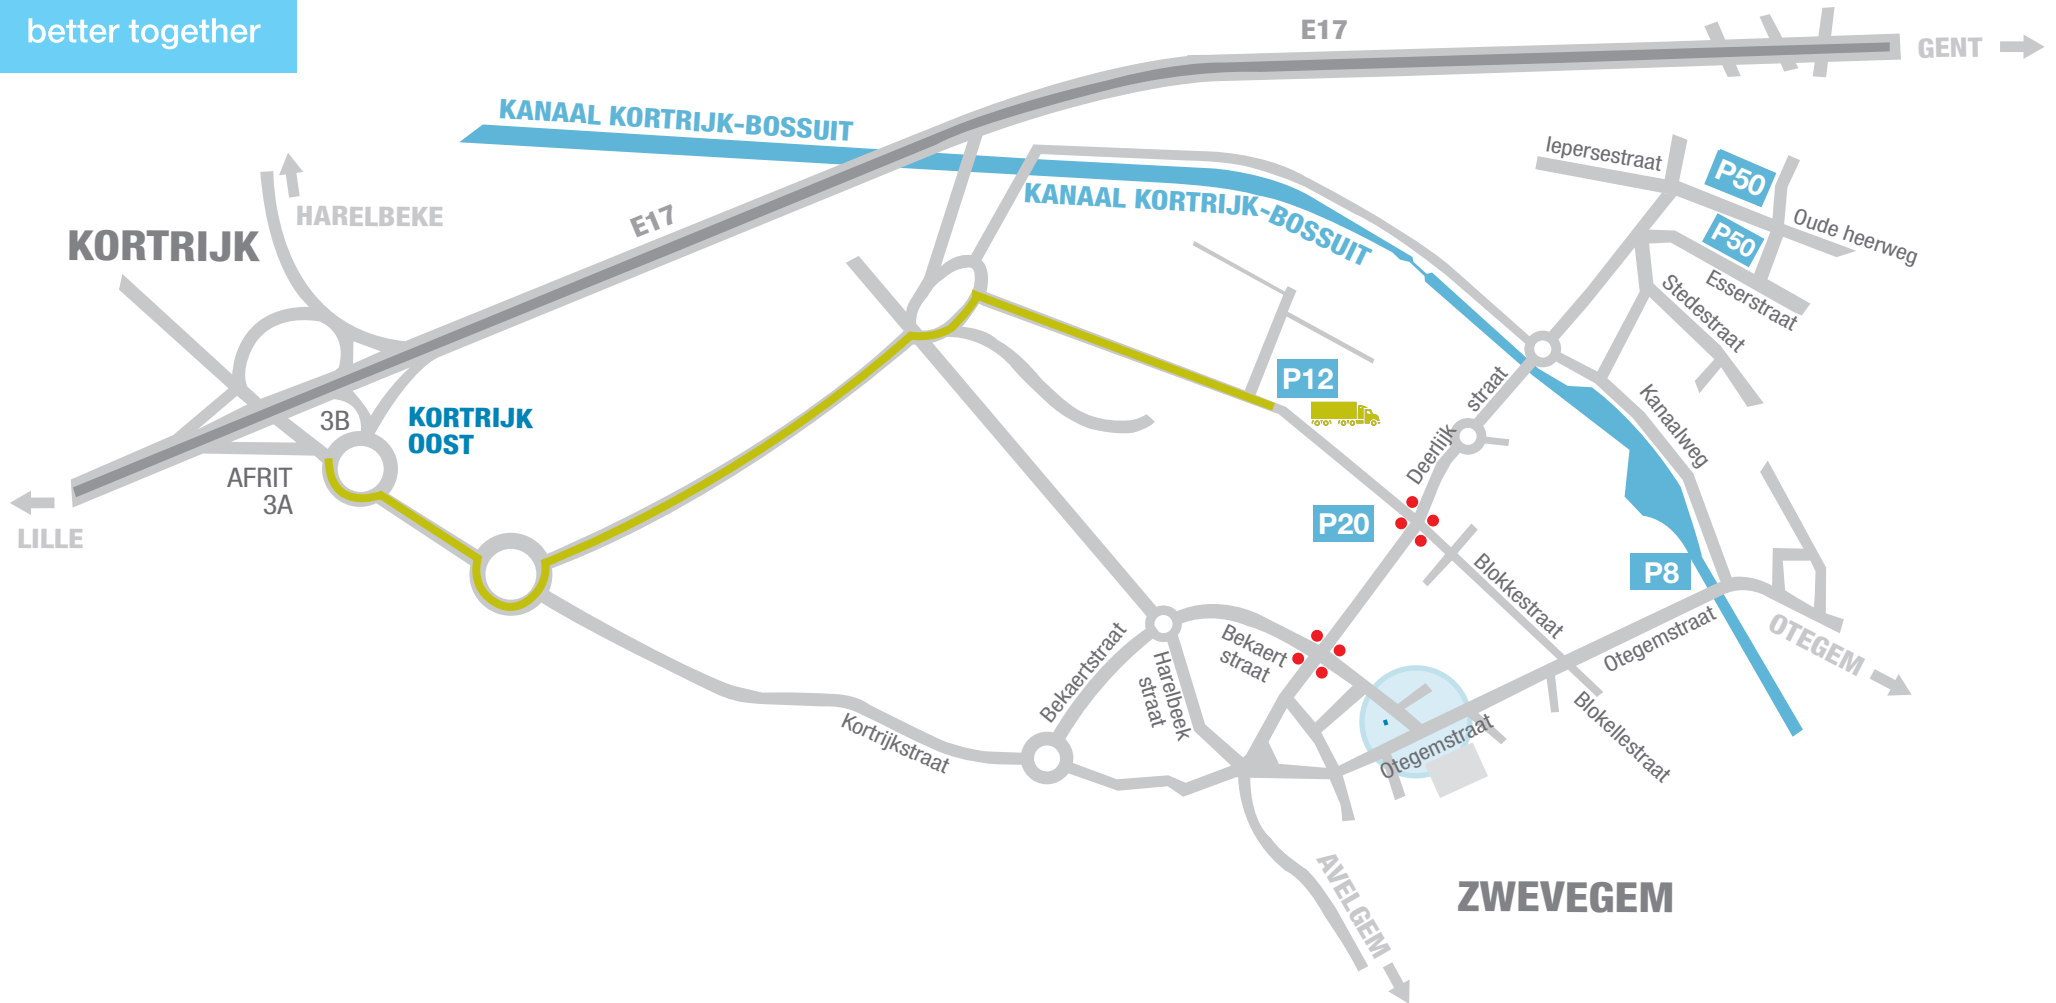 better together
E17
GENT
KANAAL KORTRIJK-BOSSUIT
Iepersestraat
P50
HARELBEKE
KANAAL KORTRIJK-BOSSUIT
E17
KORTRIJK
Oude heerweg
P50
Esserstraat
Stedestraat
P12
straat
Deerlijk
Kanaalweg
3B
KORTRIJK
OOST
AFRIT
3A
LILLE
P20
P8
Blokkestraat
Otegemstraat
OTEGEM
Bekaertstraat
Harelbeek
straat
Bekaert
straat
Kortrijkstraat
Otegemstraat
Blokellestraat
AVELGEM
ZWEVEGEM